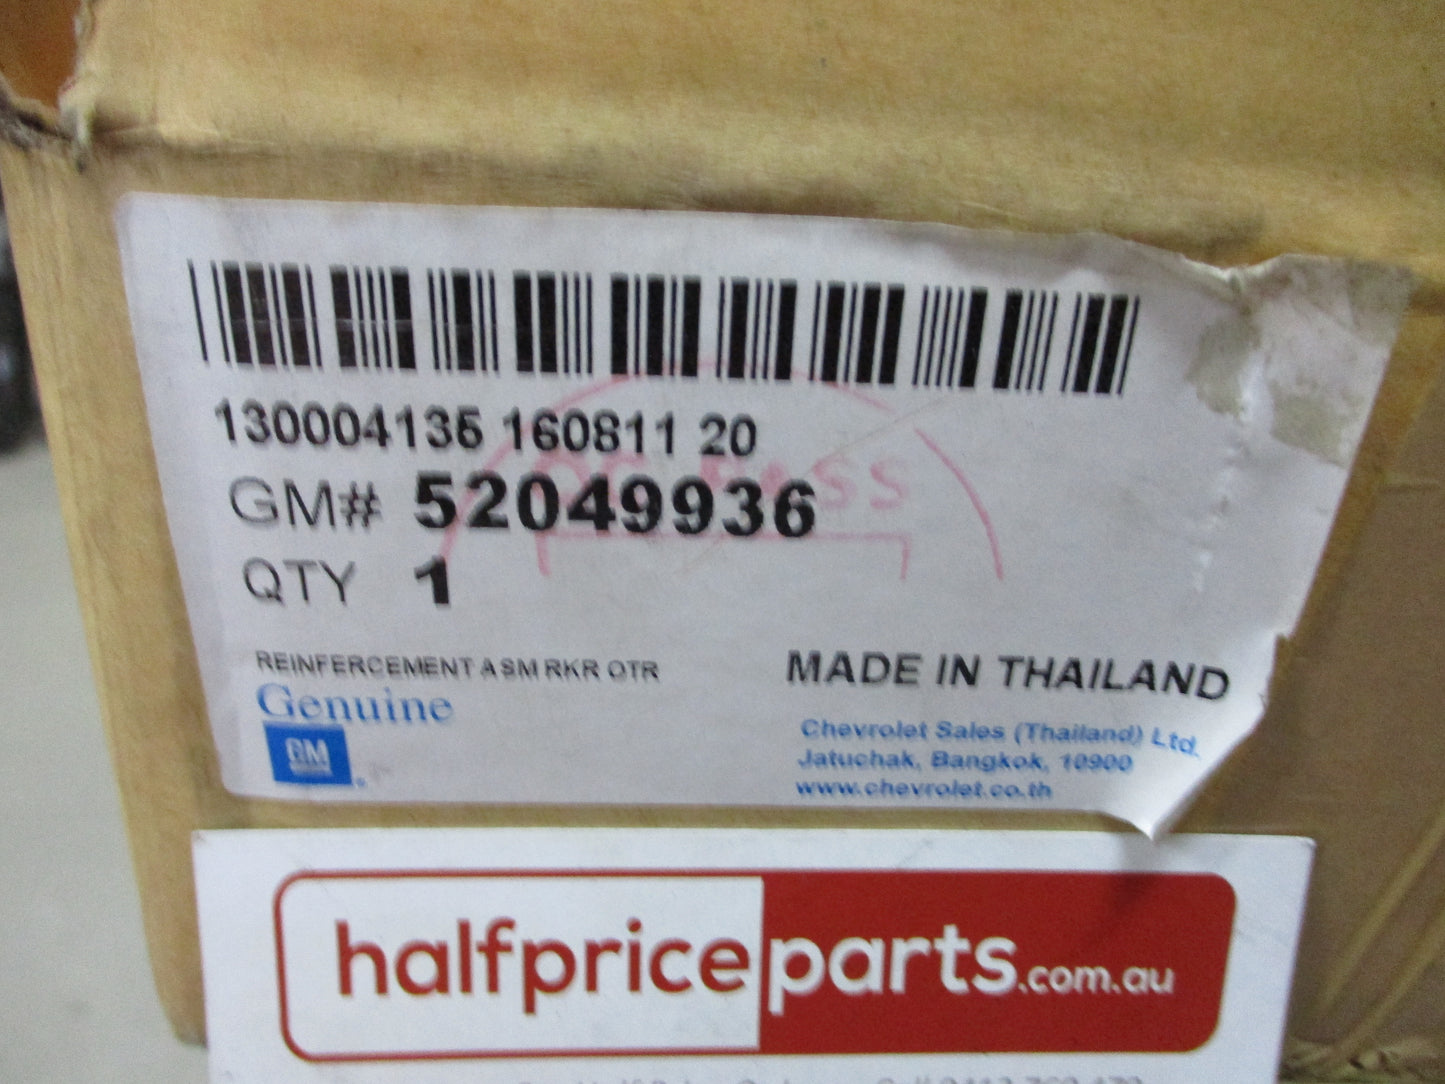 130004135 160811 20
GM# 52049936
QTY 1
REINFERCEMENT ASM RKR OTR
MADE IN THAILAND
Genuine
GM
Chevrolet Sales (Thailand) Ltd.
Jatuchak, Bangkok, 10900
www.chevrolet.co.th
halfpriceparts.com.au